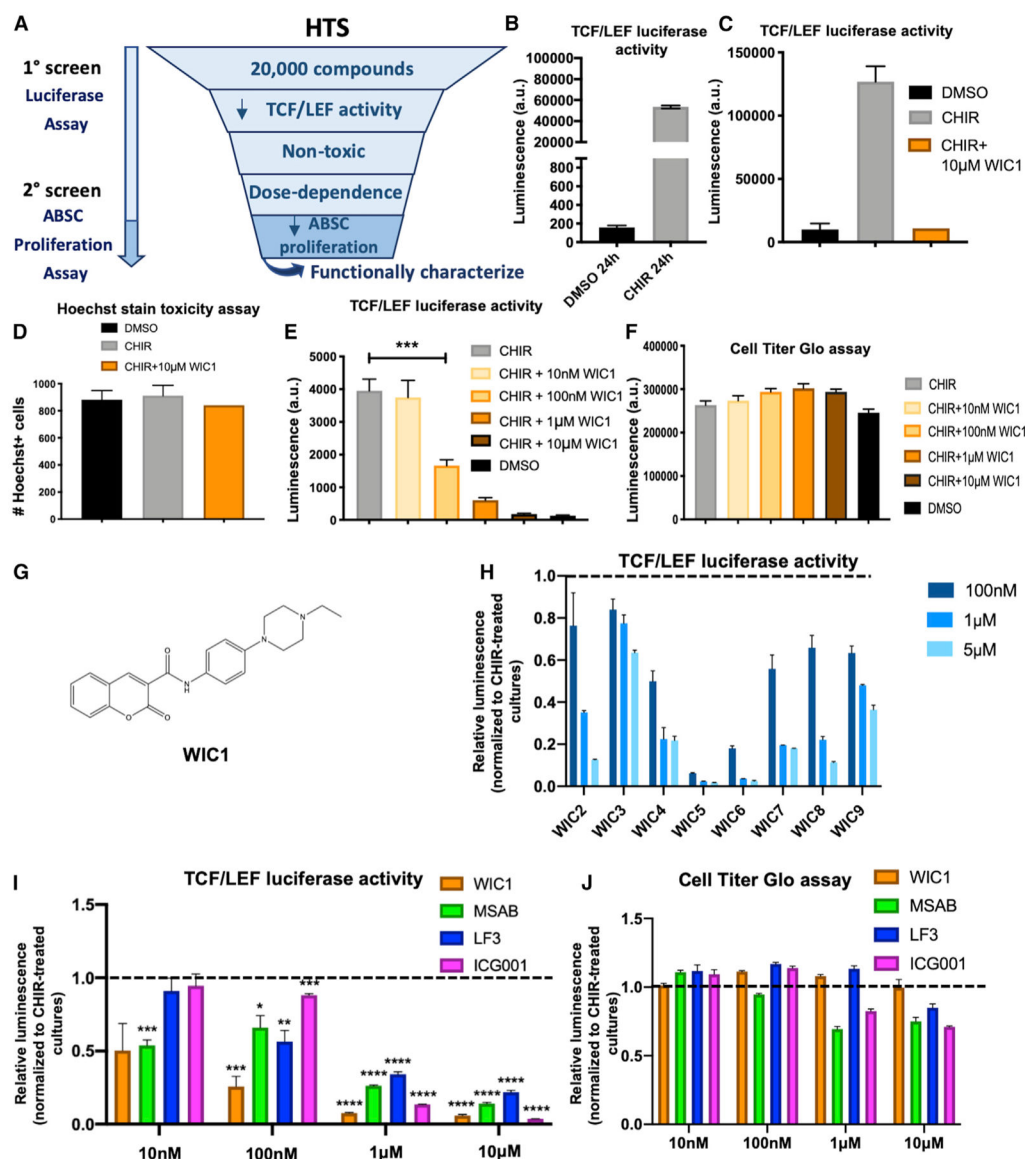 A
HTS
1° screen
Luciferase
Assay
2° screen
ABSC
Proliferation
Assay
20,000 compounds
TCF/LEF activity
Non-toxic
Dose-dependence
ABSC
proliferation
Functionally characterize
B
TCF/LEF luciferase
activity
Luminescence (a.u.)
100000
80000
60000
40000
20000
800
600
400
200
0
DMSO 24h
CHIR 24h
C
TCF/LEF luciferase activity
Luminescence (a.u.)
150000
100000
50000
0
DMSO
CHIR
CHIR+
10µM WIC1
D
Hoechst stain toxicity assay
DMSO
CHIR
CHIR+10µM WIC1
# Hoechst+ cells
1000
800
600
400
200
0
E
TCF/LEF luciferase activity
Luminescence (a.u.)
5000
4000
3000
2000
1000
0
***
CHIR
CHIR + 10nM WIC1
CHIR + 100nM WIC1
CHIR + 1µM WIC1
CHIR + 10µM WIC1
DMSO
F
Cell Titer Glo assay
Luminescence (a.u.)
400000
300000
200000
100000
0
CHIR
CHIR+10nM WIC1
CHIR+100nM WIC1
CHIR+1µM WIC1
CHIR+10µM WIC1
DMSO
G
O
N
H
O
O
N
N
WIC1
H
TCF/LEF luciferase activity
Relative luminescence
(normalized to CHIR-treated
cultures)
1.0
0.8
0.6
0.4
0.2
0.0
WIC2
WIC3
WIC4
WIC5
WIC6
WIC7
WIC8
WIC9
100nM
1µM
5µM
I
TCF/LEF luciferase activity
Relative luminescence
(normalized to CHIR-treated
cultures)
1.5
1.0
0.5
0.0
***
***
*
**
***
****
****
****
****
****
****
****
****
10nM
100nM
1µM
10µM
WIC1
MSAB
LF3
ICG001
J
Cell Titer Glo assay
Relative luminescence
(normalized to CHIR-treated
cultures)
1.5
1.0
0.5
0.0
10nM
100nM
1µM
10µM
WIC1
MSAB
LF3
ICG001